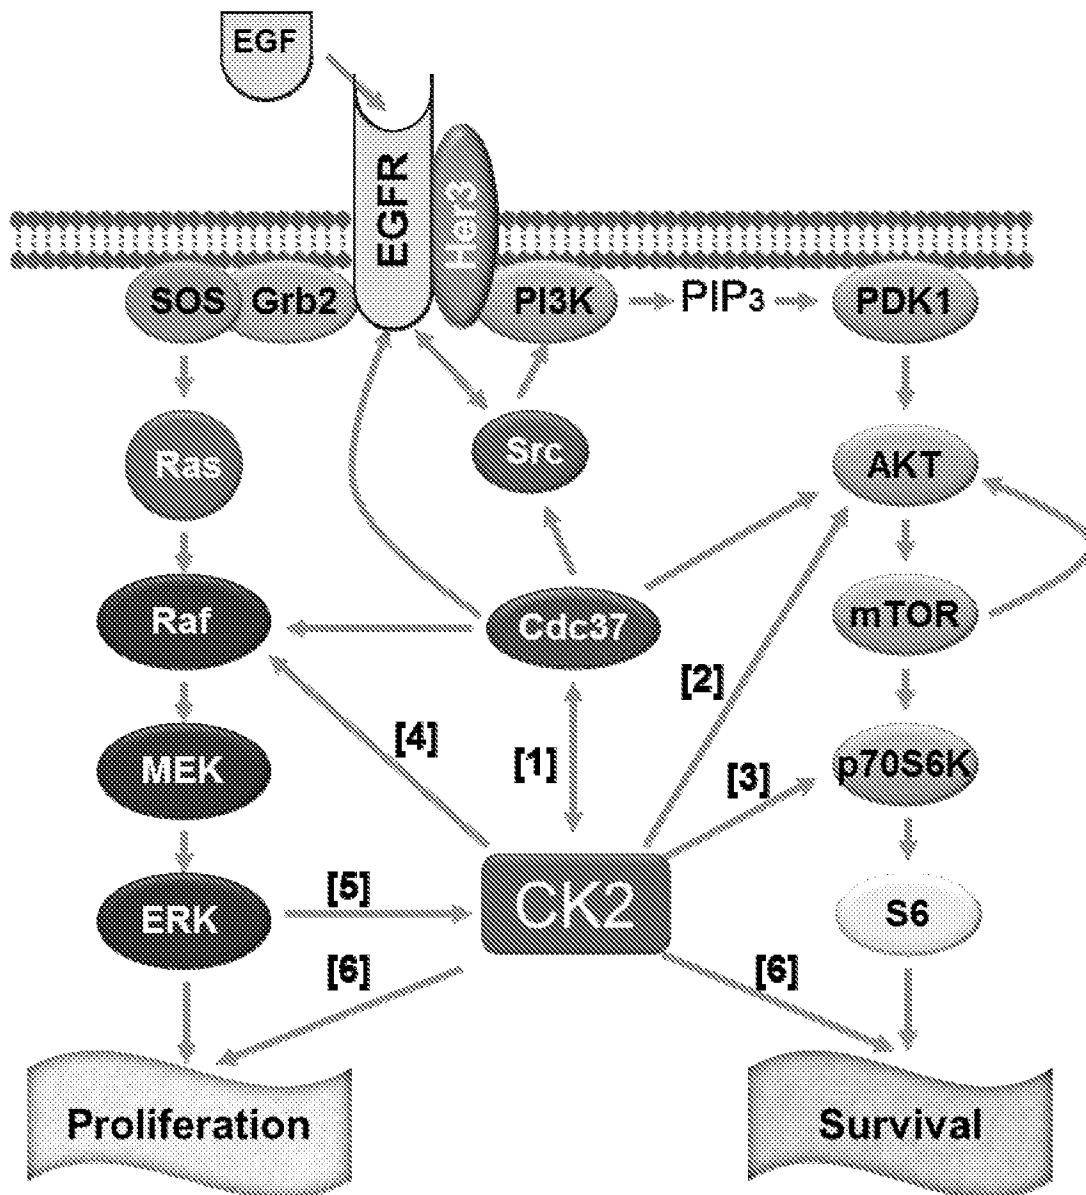 EGF
EGFR
Her3
SOS
Grb2
PI3K
PIP3
PDK1
Ras
Src
AKT
Raf
Cdc37
mTOR
[2]
[4]
[1]
[3]
MEK
p70S6K
[5]
CK2
ERK
S6
[6]
[6]
Proliferation
Survival